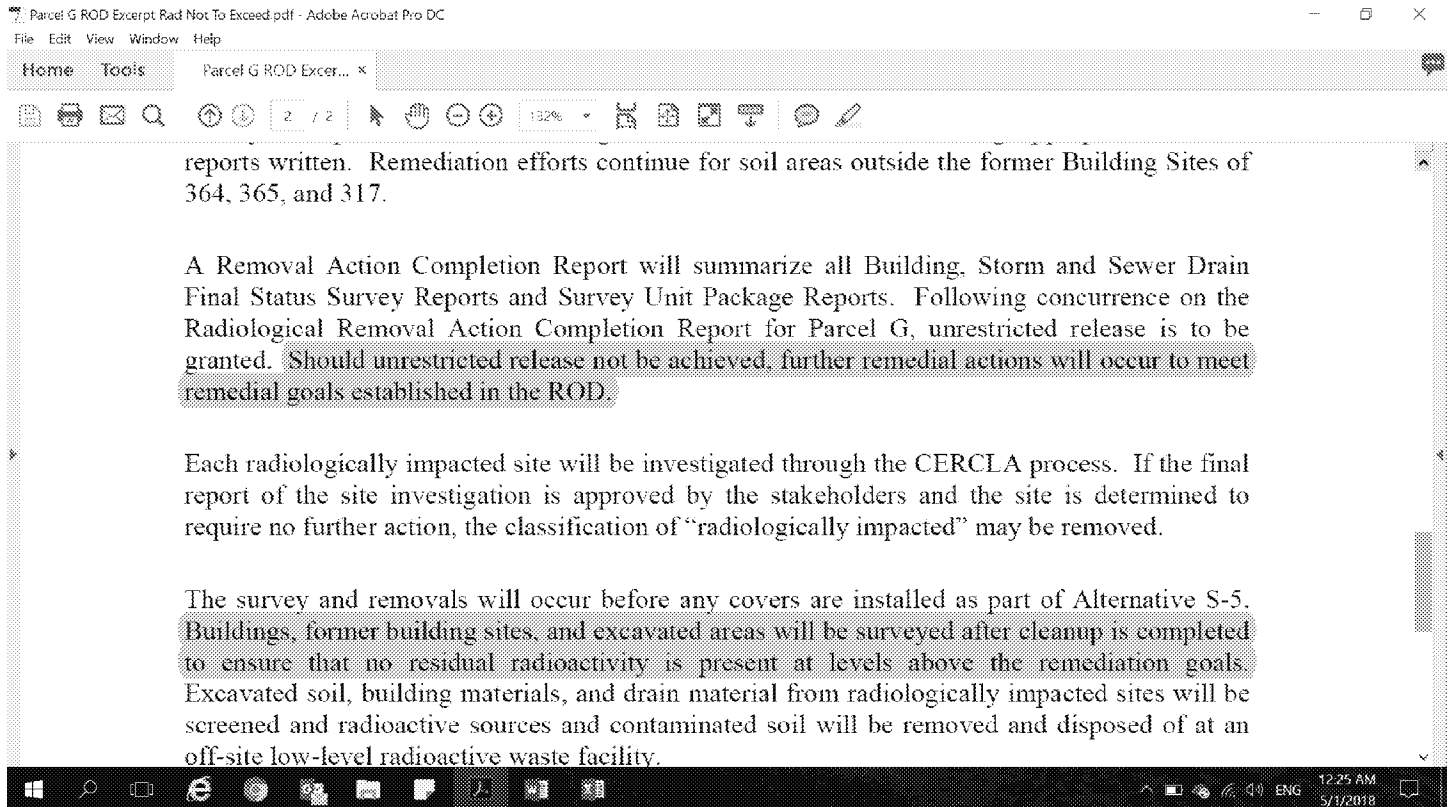 Parcel G ROD Excerpt Rad Not To Exceed.pdf - Adobe Acrobat Pro DC
File Edit View Window Help
Home Tools Parcel G ROD Excer... ×
2 / 2 132%
reports written. Remediation efforts continue for soil areas outside the former Building Sites of
364, 365, and 317.
A Removal Action Completion Report will summarize all Building, Storm and Sewer Drain
Final Status Survey Reports and Survey Unit Package Reports. Following concurrence on the
Radiological Removal Action Completion Report for Parcel G, unrestricted release is to be
granted. Should unrestricted release not be achieved, further remedial actions will occur to meet
remedial goals established in the ROD.
Each radiologically impacted site will be investigated through the CERCLA process. If the final
report of the site investigation is approved by the stakeholders and the site is determined to
require no further action, the classification of “radiologically impacted” may be removed.
The survey and removals will occur before any covers are installed as part of Alternative S-5.
Buildings, former building sites, and excavated areas will be surveyed after cleanup is completed
to ensure that no residual radioactivity is present at levels above the remediation goals.
Excavated soil, building materials, and drain material from radiologically impacted sites will be
screened and radioactive sources and contaminated soil will be removed and disposed of at an
off-site low-level radioactive waste facility.
ENG 12:25 AM
5/1/2018